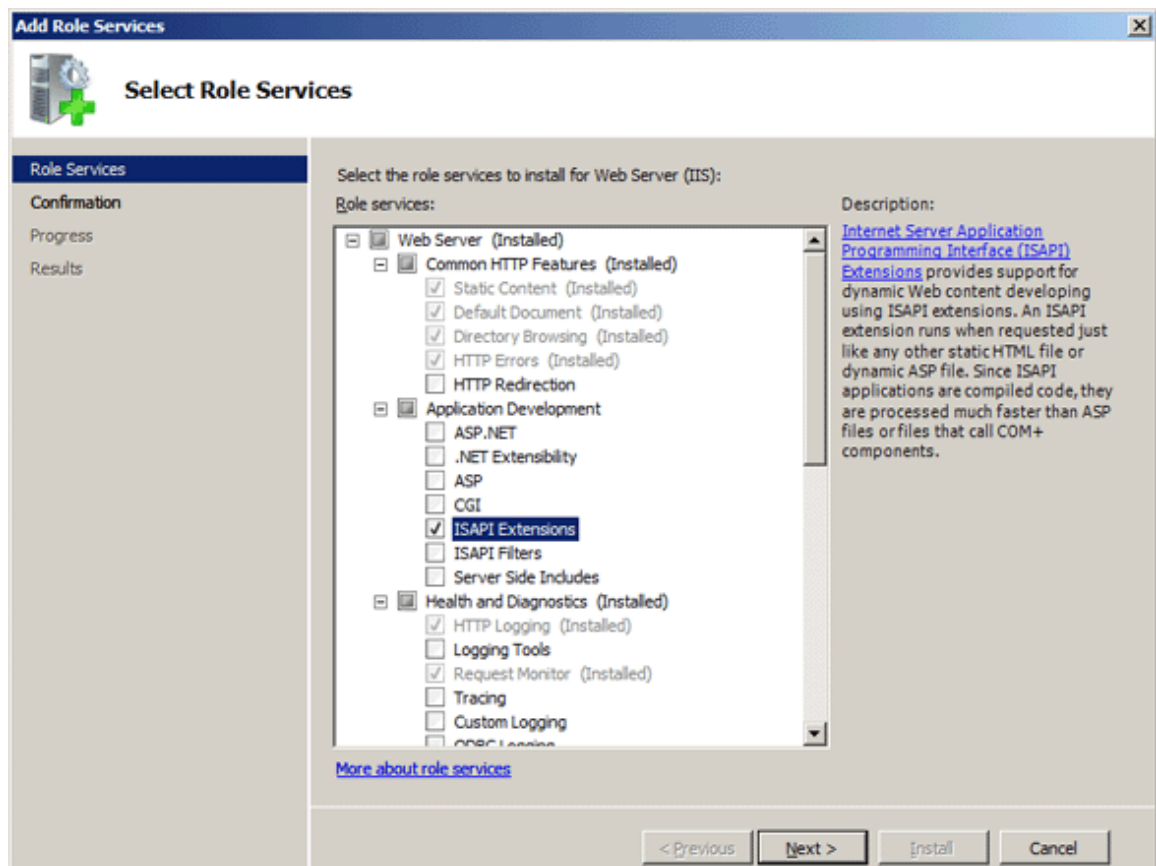 Add Role Services
Select Role Services
Role Services
Confirmation
Progress
Results
Select the role services to install for Web Server (IIS):
Role services:
Web Server (Installed)
Common HTTP Features (Installed)
Static Content (Installed)
Default Document (Installed)
Directory Browsing (Installed)
HTTP Errors (Installed)
HTTP Redirection
Application Development
ASP.NET
.NET Extensibility
ASP
CGI
ISAPI Extensions
ISAPI Filters
Server Side Includes
Health and Diagnostics (Installed)
HTTP Logging (Installed)
Logging Tools
Request Monitor (Installed)
Tracing
Custom Logging
ODBC Logging
More about role services
Description:
Internet Server Application
Programming Interface (ISAPI)
Extensions provides support for
dynamic Web content developing
using ISAPI extensions. An ISAPI
extension runs when requested just
like any other static HTML file or
dynamic ASP file. Since ISAPI
applications are compiled code, they
are processed much faster than ASP
files or files that call COM+
components.
< Previous
Next >
Install
Cancel